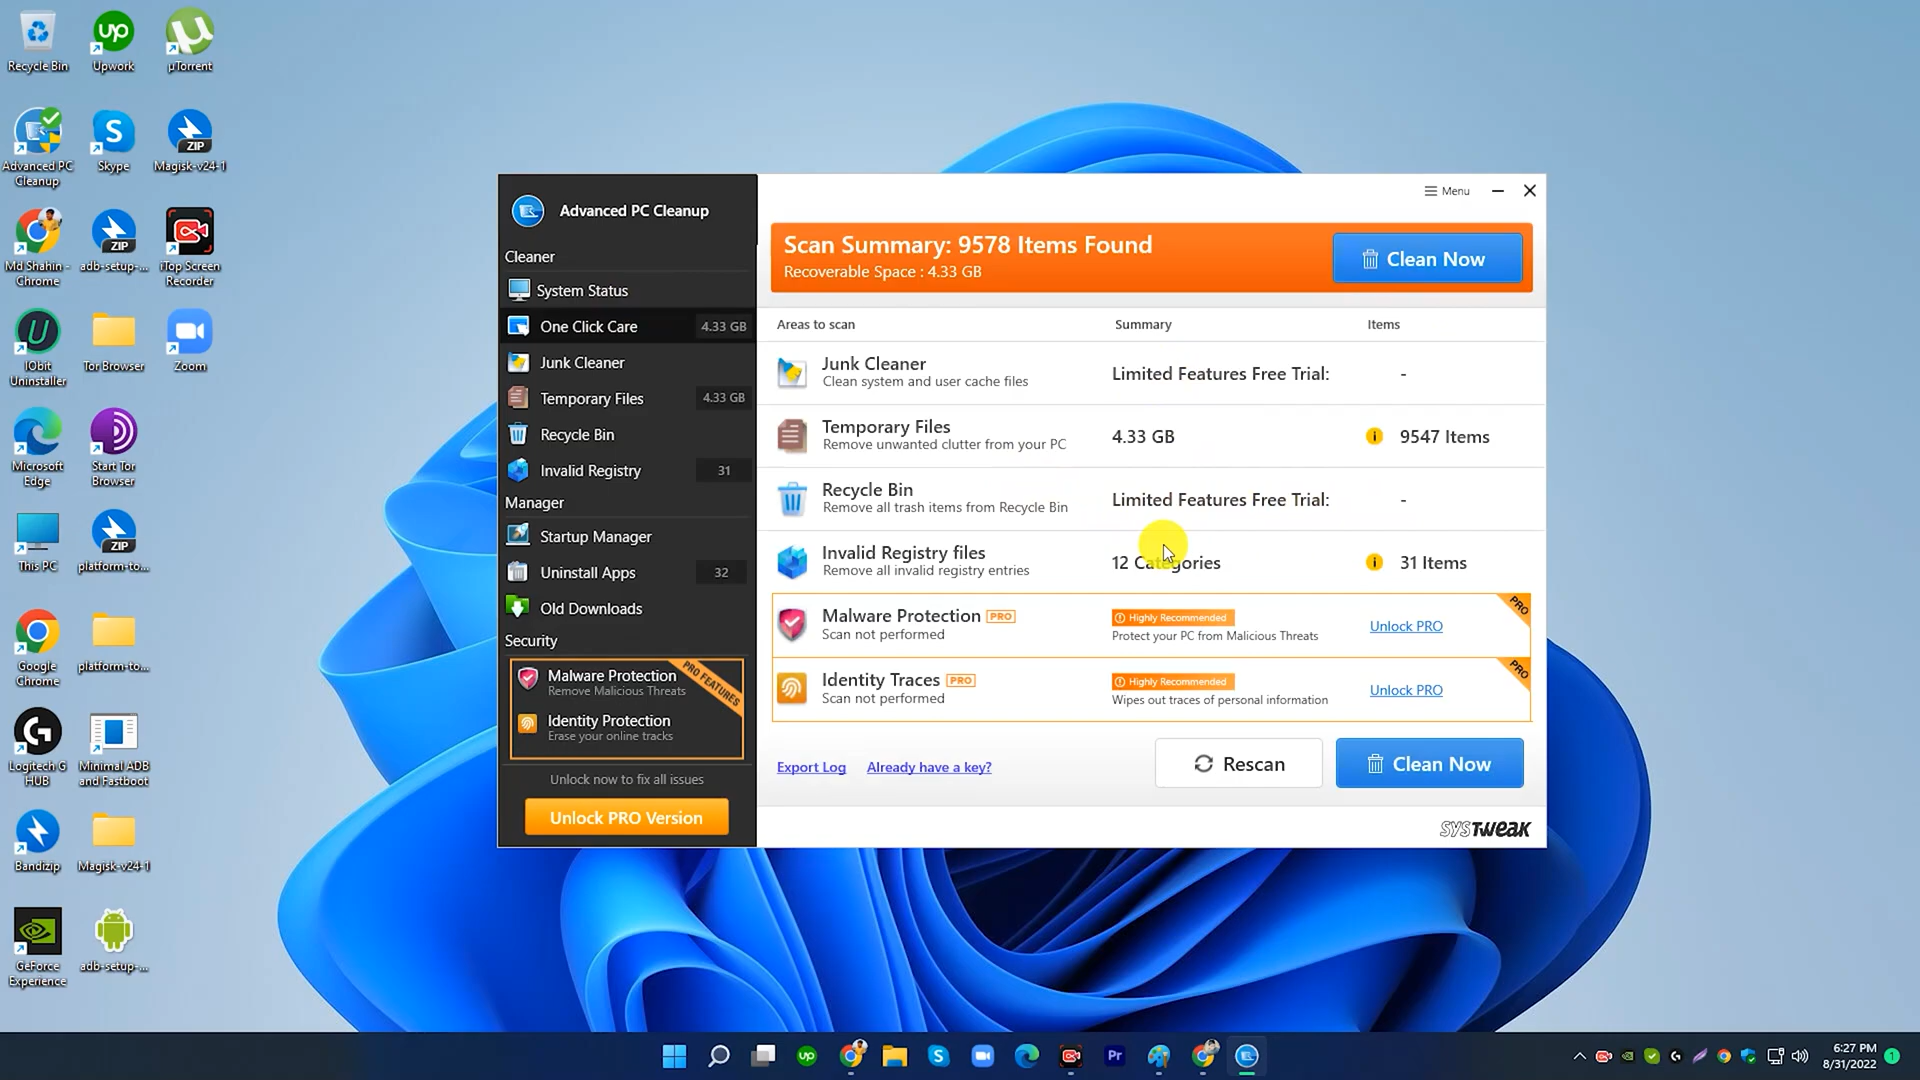 Recycle Bin
Upwork
µTorrent
Advanced PC
Cleanup
Skype
Magisk-v24-1
Md Shahin -
Chrome
adb-setup-...
iTop Screen
Recorder
IObit
Uninstaller
Tor Browser
Zoom
Microsoft
Edge
Start Tor
Browser
This PC
platform-to...
Google
Chrome
platform-to...
Logitech G
HUB
Minimal ADB
and Fastboot
Bandizip
Magisk-v24-1
GeForce
Experience
adb-setup-...
up
ZIP
ZIP
ZIP
Advanced PC Cleanup
Cleaner
System Status
One Click Care 4.33 GB
Junk Cleaner
Temporary Files 4.33 GB
Recycle Bin
Invalid Registry 31
Manager
Startup Manager
Uninstall Apps 32
Old Downloads
Security
Malware Protection
Remove Malicious Threats
PRO FEATURES
Identity Protection
Erase your online tracks
Unlock now to fix all issues
Unlock PRO Version
Menu
Scan Summary: 9578 Items Found
Recoverable Space : 4.33 GB
Clean Now
Areas to scan Summary Items
Junk Cleaner
Clean system and user cache files
Limited Features Free Trial: -
Temporary Files
Remove unwanted clutter from your PC
4.33 GB 9547 Items
Recycle Bin
Remove all trash items from Recycle Bin
Limited Features Free Trial: -
Invalid Registry files
Remove all invalid registry entries
12 Categories 31 Items
Malware Protection PRO
Scan not performed
Highly Recommended
Protect your PC from Malicious Threats
Unlock PRO
PRO
Identity Traces PRO
Scan not performed
Highly Recommended
Wipes out traces of personal information
Unlock PRO
PRO
Export Log Already have a key?
Rescan
Clean Now
SYSTWEAK
up
Pr
6:27 PM
8/31/2022
1